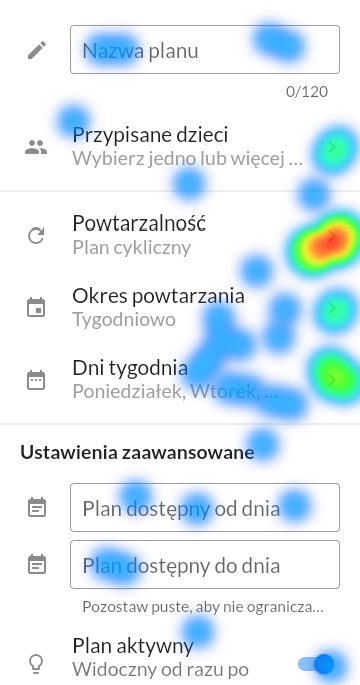 Nazwa planu
0/120
Przypisane dzieci
Wybierz jedno lub więcej ...
Powtarzalność
Plan cykliczny
Okres powtarzania
Tygodniowo
Dni tygodnia
Poniedziałek, Wtorek, ...
Ustawienia zaawansowane
Plan dostępny od dnia
Plan dostępny do dnia
Pozostaw puste, aby nie ogranicza...
Plan aktywny
Widoczny od razu po